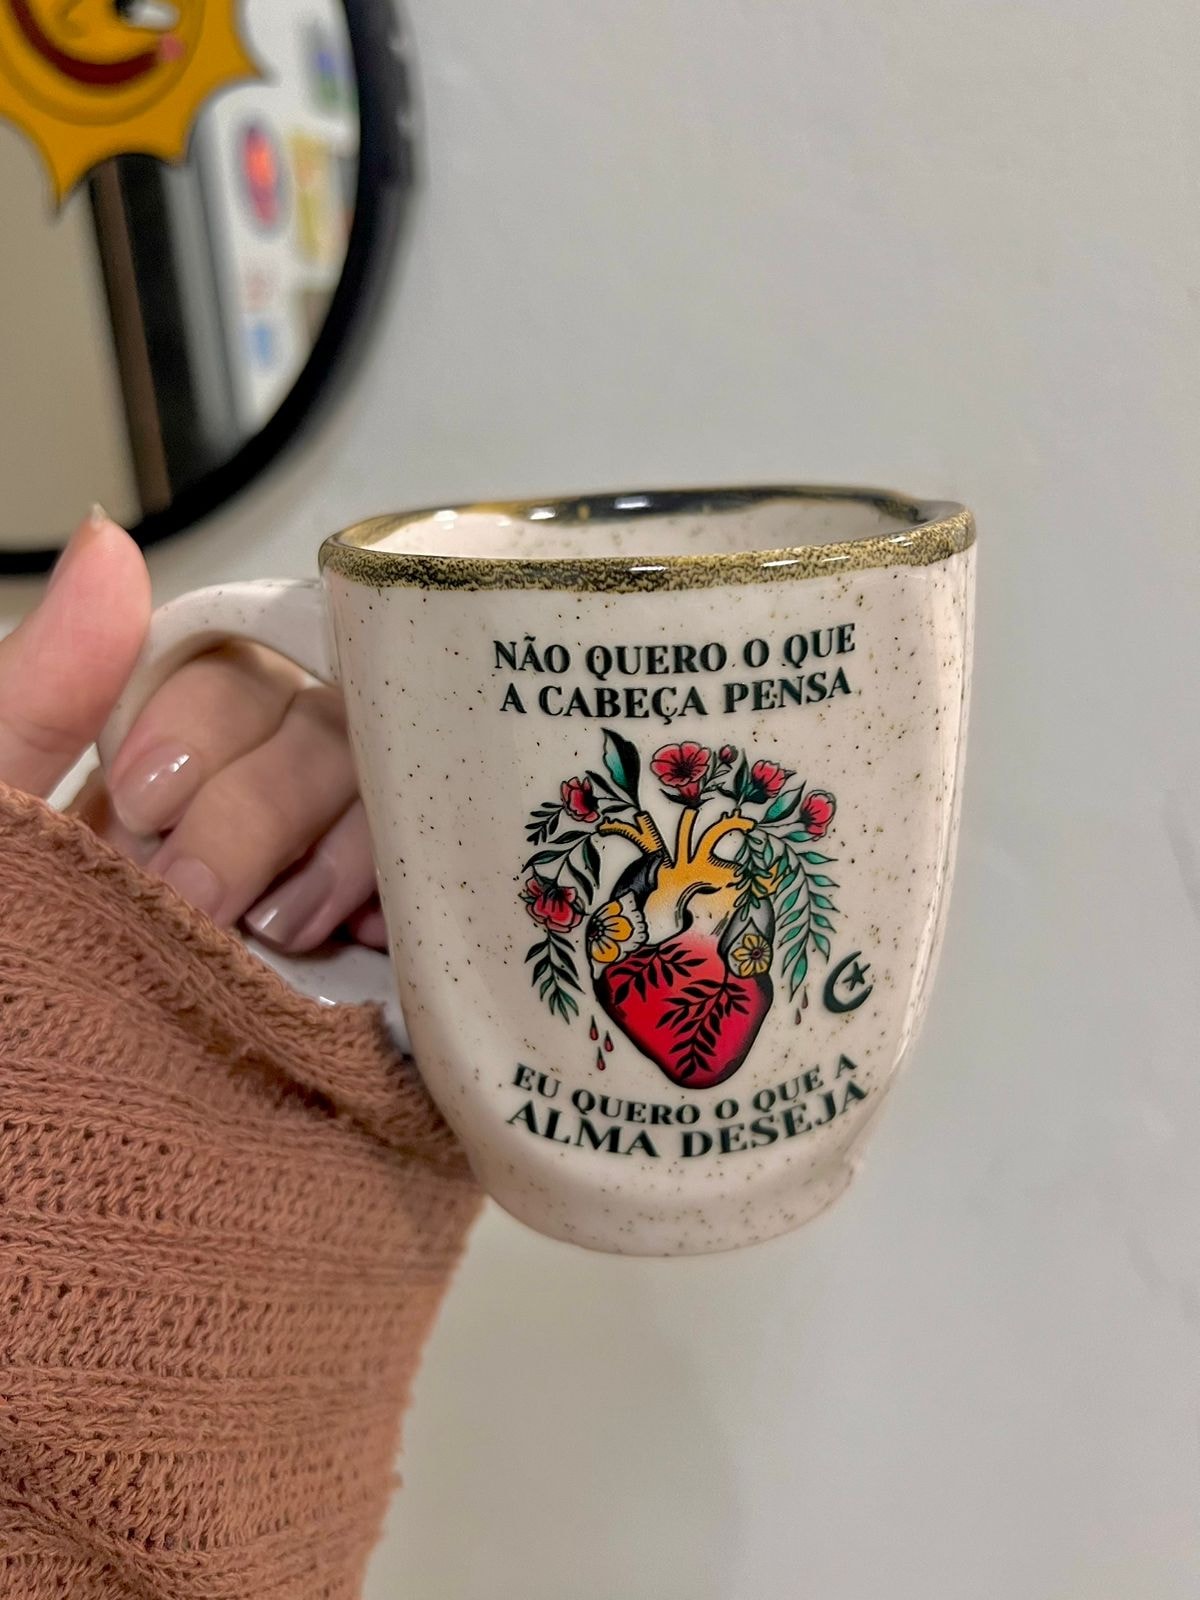 NÃO QUERO O QUE
A CABEÇA PENSA
EU QUERO O QUE A
ALMA DESEJA